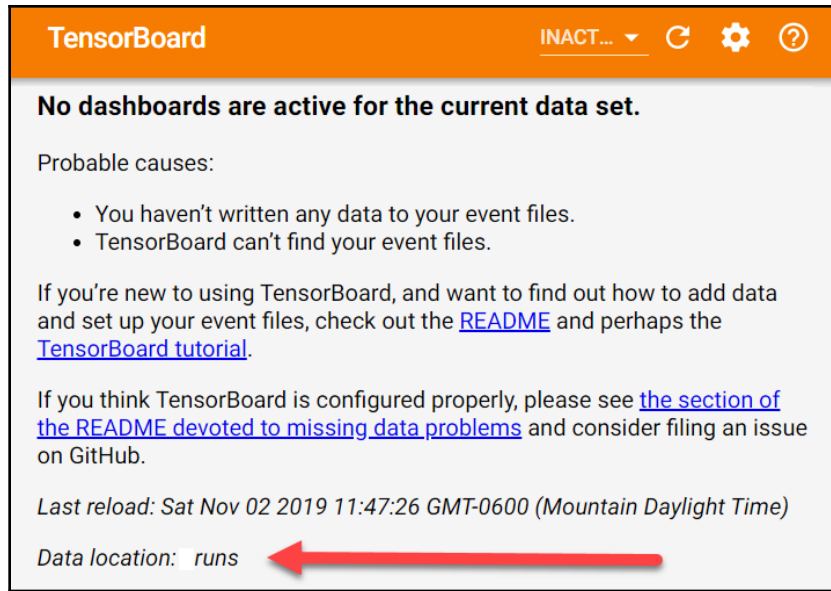 TensorBoard INACT...
No dashboards are active for the current data set.
Probable causes:
• You haven't written any data to your event files.
• TensorBoard can't find your event files.
If you're new to using TensorBoard, and want to find out how to add data
and set up your event files, check out the README and perhaps the
TensorBoard tutorial.
If you think TensorBoard is configured properly, please see the section of
the README devoted to missing data problems and consider filing an issue
on GitHub.
Last reload: Sat Nov 02 2019 11:47:26 GMT-0600 (Mountain Daylight Time)
Data location: runs